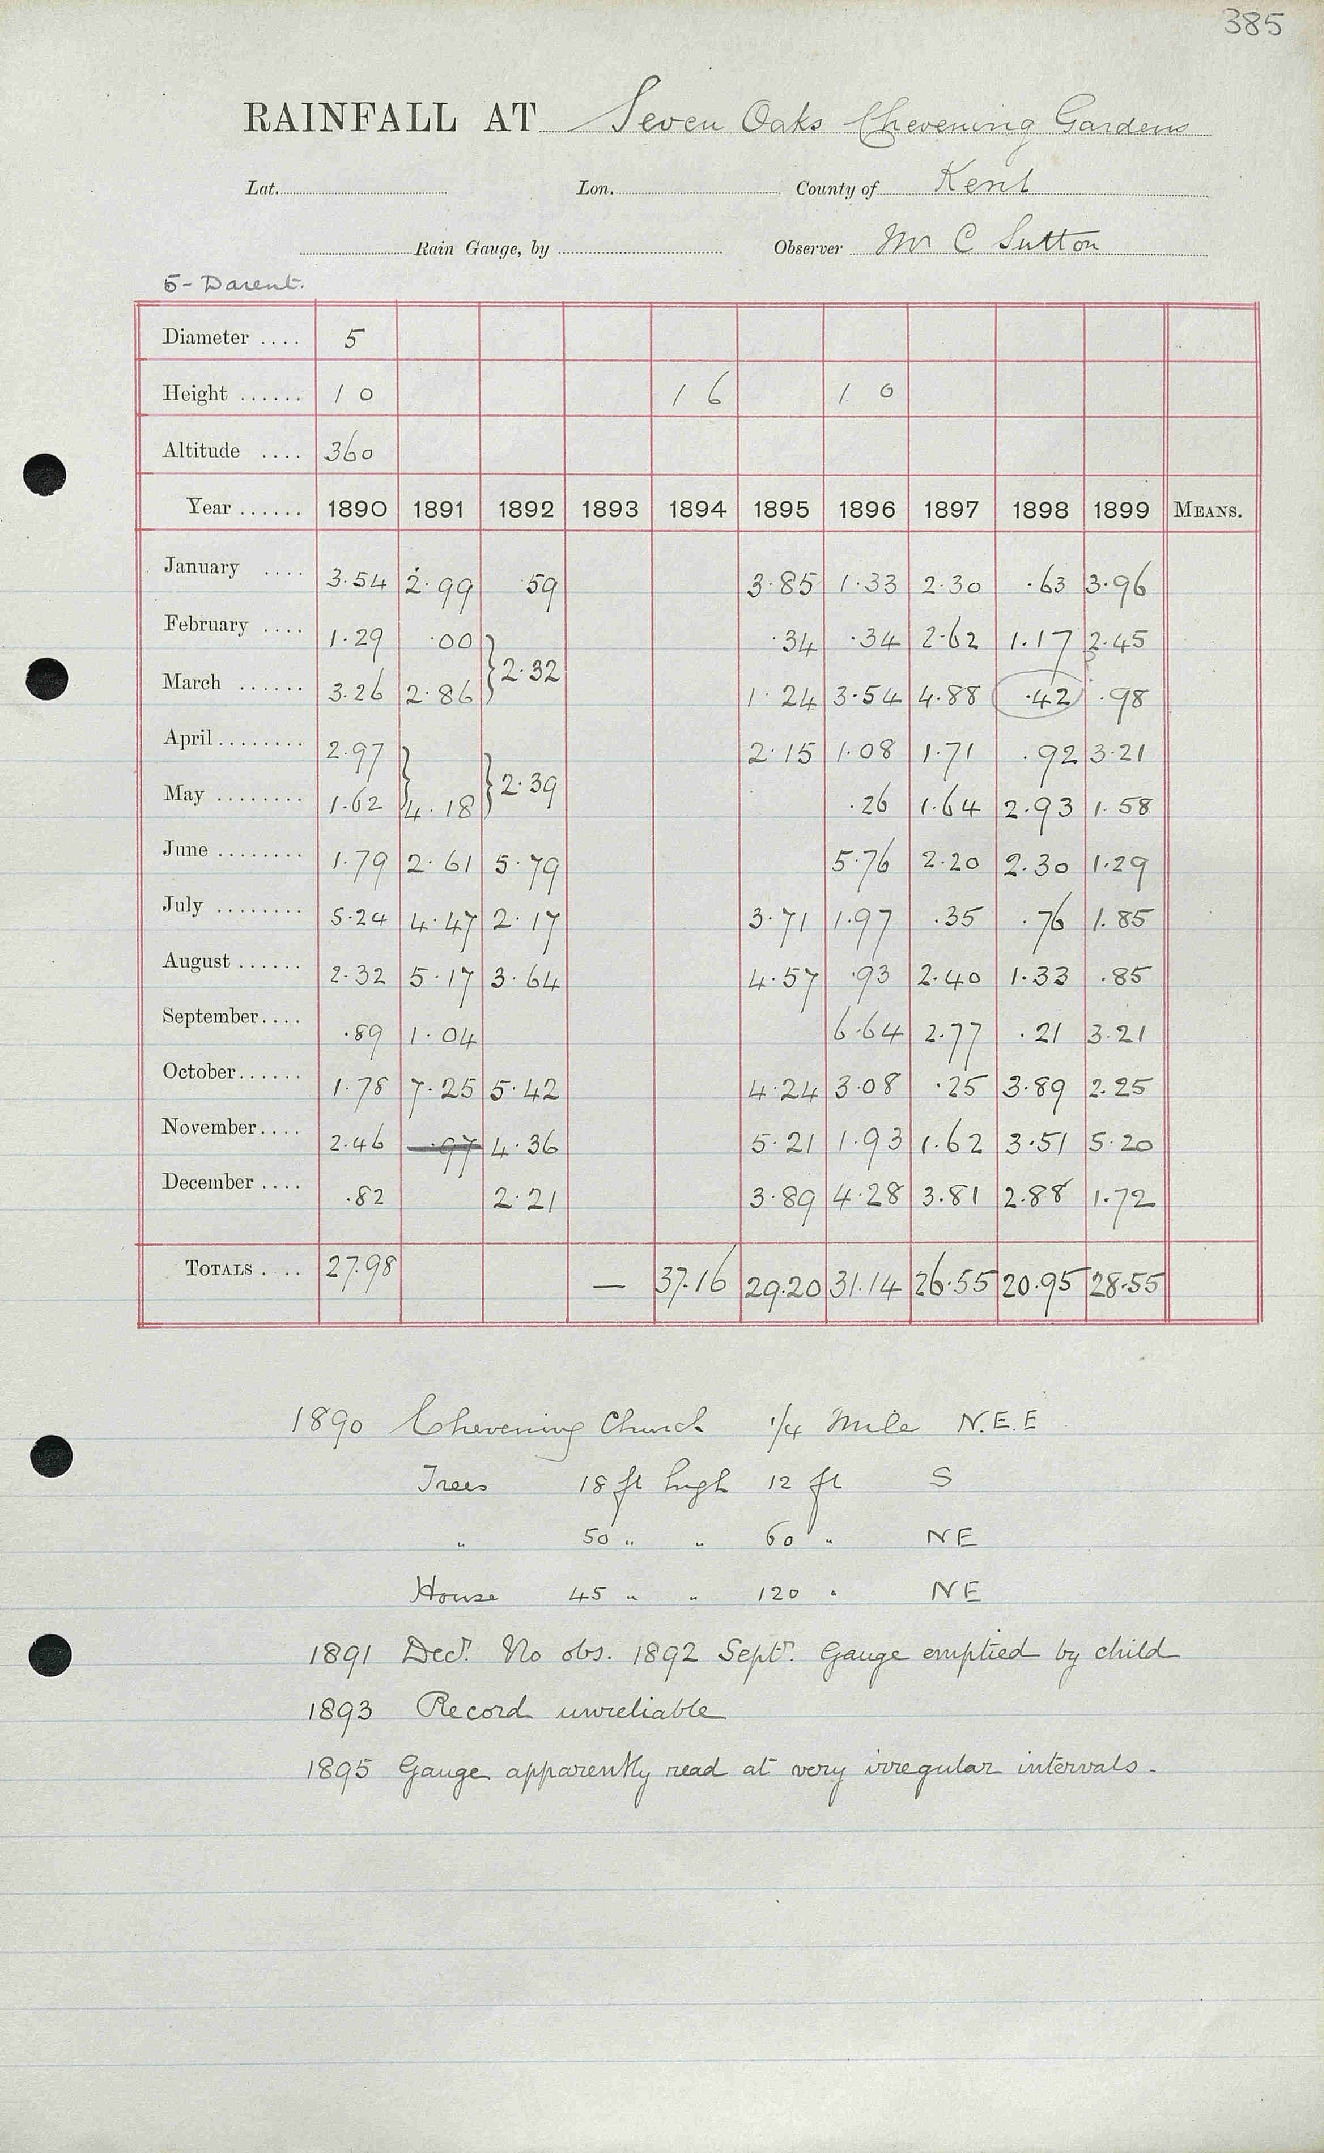 385
RAINFALL AT Seven Oaks Chevening Gardens
Lat. Lon. County of Kent
Rain Gauge, by Observer Mr C Sutton
5 - Darent.
Diameter .... 5
Height ...... 1 0 1 6 1 0
Altitude .... 360
Year ...... 1890 1891 1892 1893 1894 1895 1896 1897 1898 1899 MEANS.
January .... 3.54 2.99 .59 3.85 1.33 2.30 .63 3.96
February .... 1.29 .00 .34 .34 2.62 1.17 2.45
} 2.32
March ...... 3.26 2.86 1.24 3.54 4.88 .42 .98
April ........ 2.97 2.15 1.08 1.71 .92 3.21
} 2.39
May ........ 1.62 } 4.18 .26 1.64 2.93 1.58
June ........ 1.79 2.61 5.79 5.76 2.20 2.30 1.29
July ........ 5.24 4.47 2.17 3.71 1.97 .35 .76 1.85
August ...... 2.32 5.17 3.64 4.57 .93 2.40 1.33 .85
September.... .89 1.04 6.64 2.77 .21 3.21
October...... 1.78 7.25 5.42 4.24 3.08 .25 3.89 2.25
November.... 2.46 .97 4.36 5.21 1.93 1.62 3.51 5.20
December .... .82 2.21 3.89 4.28 3.81 2.88 1.72
TOTALS .... 27.98 — 37.16 29.20 31.14 26.55 20.95 28.55
1890 Chevening Church 1/4 Mile N.E.E
Trees 18 ft high 12 ft S
" 50 " " 60 " NE
House 45 " " 120 " NE
1891 Decr. No obs. 1892 Septr. Gauge emptied by child
1893 Record unreliable
1895 Gauge apparently read at very irregular intervals.